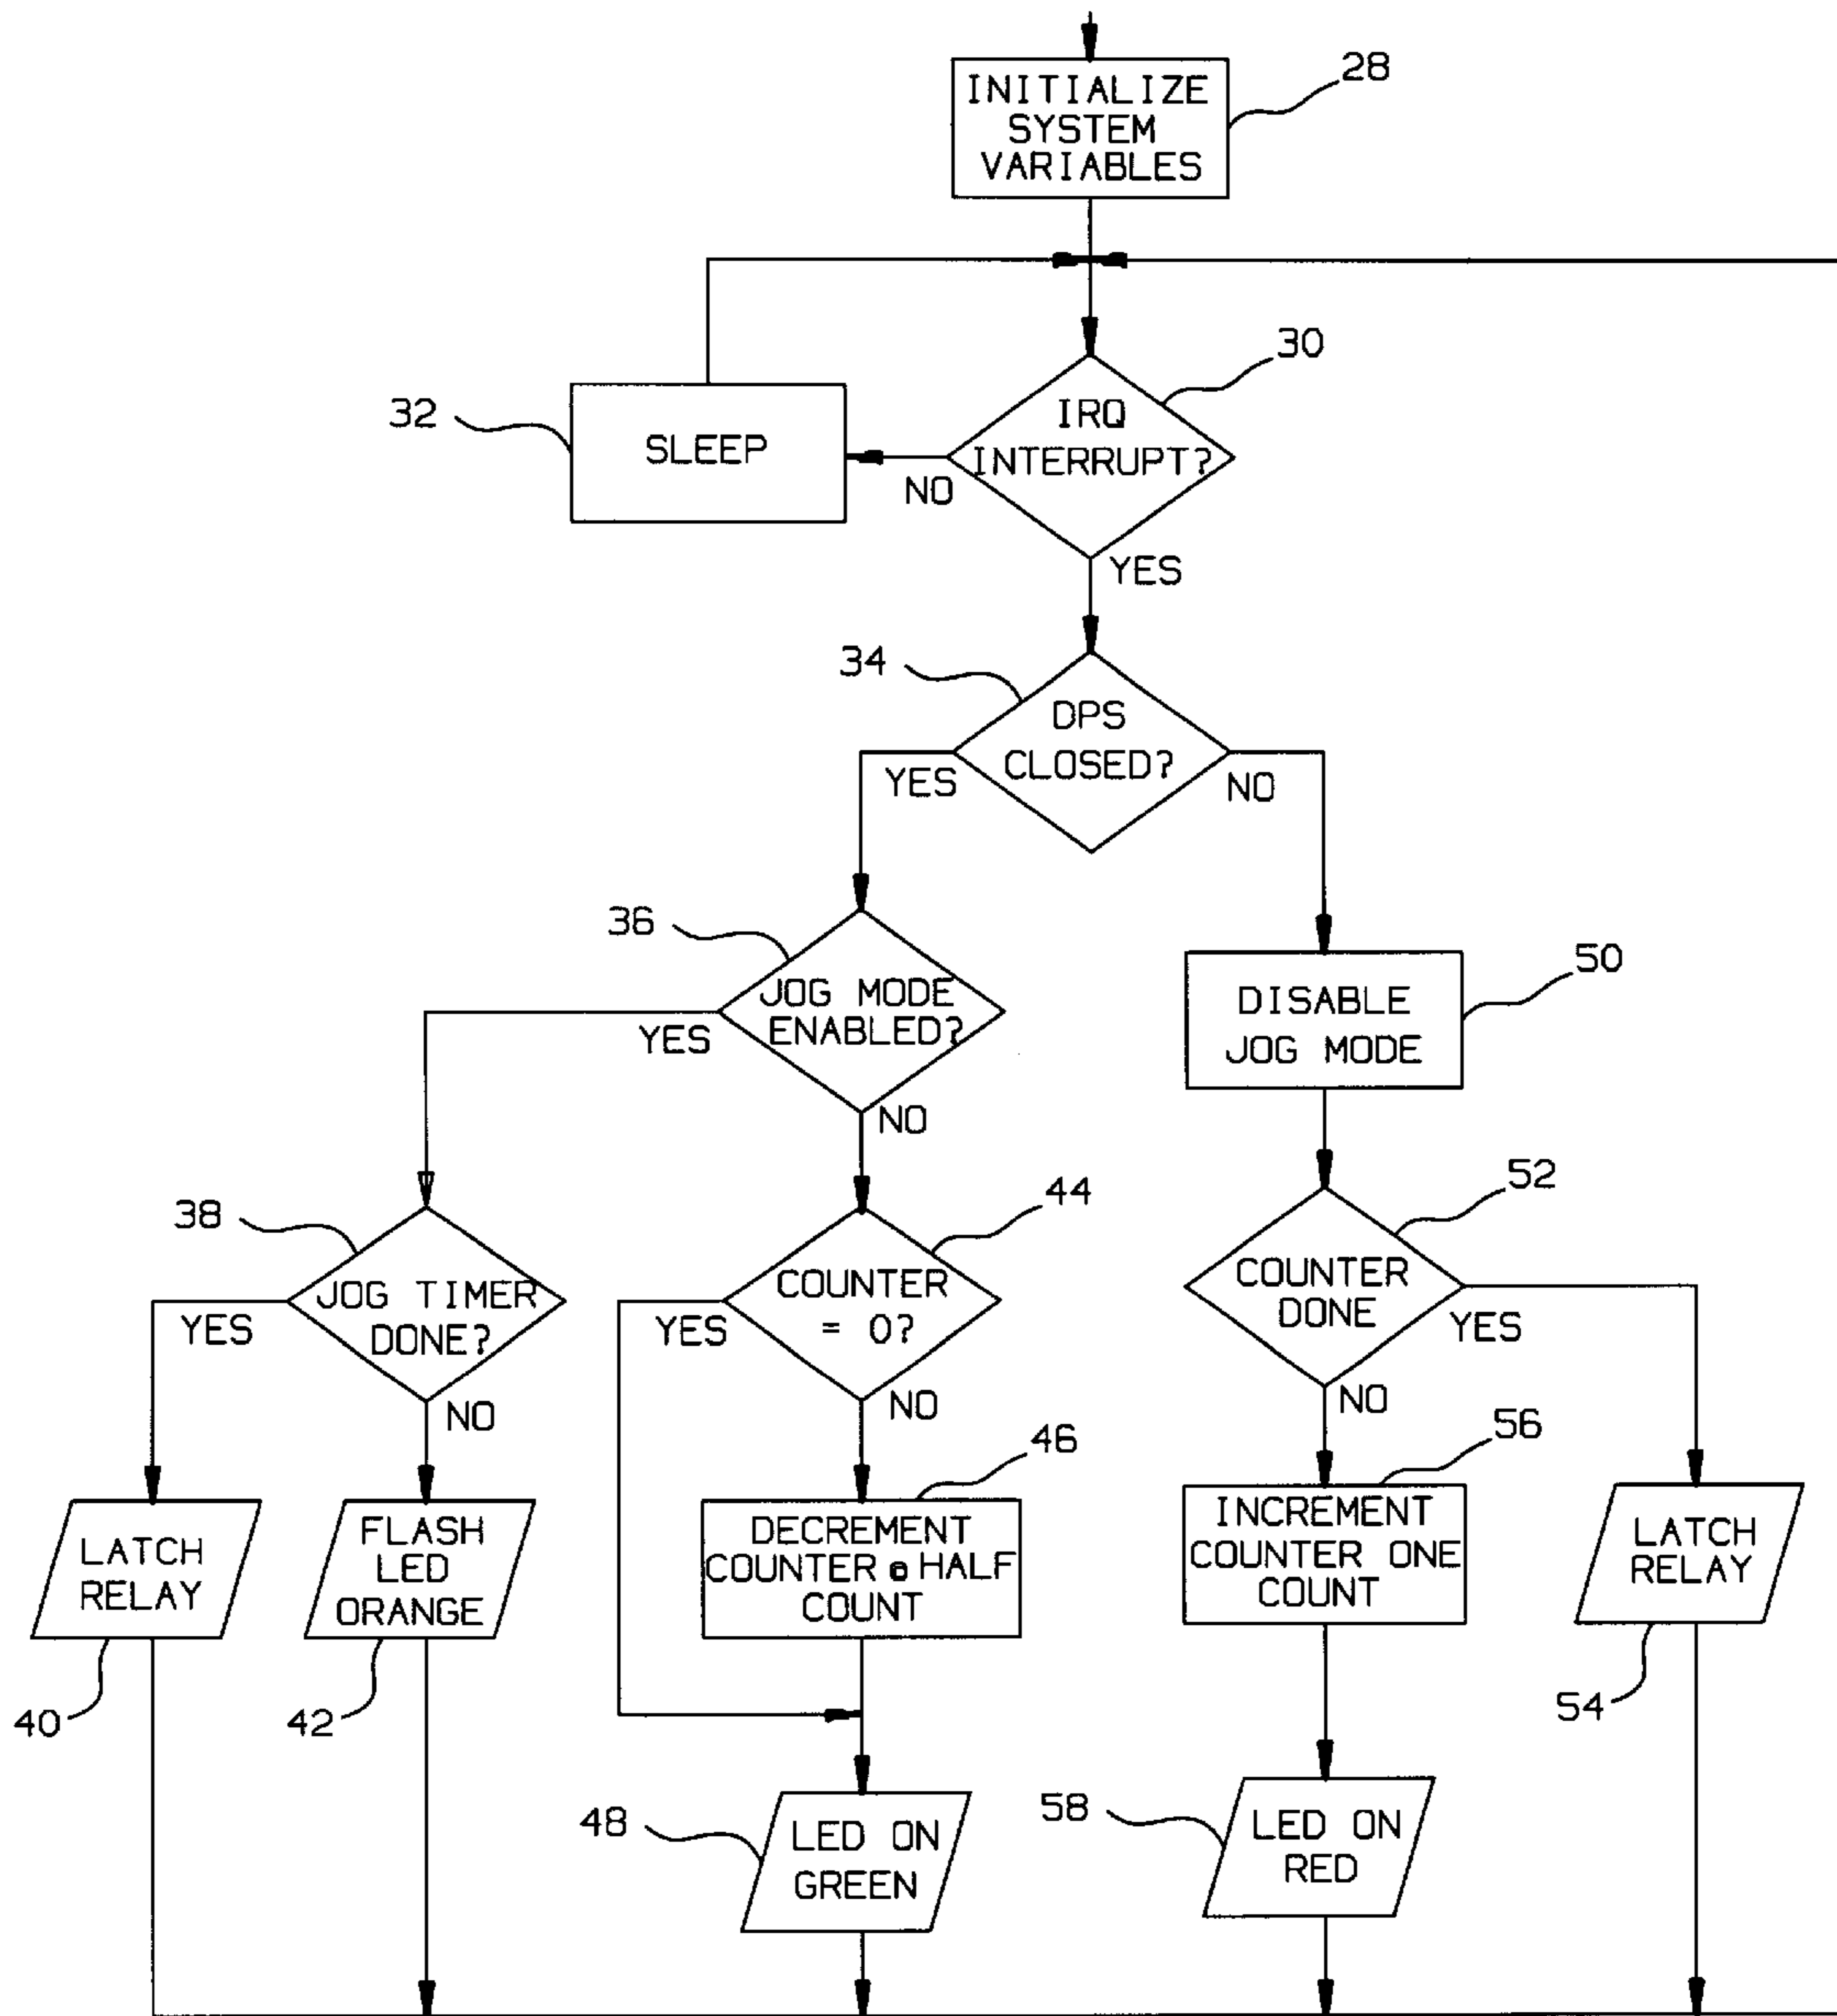 28
INITIALIZE
SYSTEM
VARIABLES
30
IRQ
INTERRUPT?
32
SLEEP
NO
YES
34
DPS
CLOSED?
YES
NO
36
JOG MODE
ENABLED?
YES
NO
50
DISABLE
JOG MODE
38
JOG TIMER
DONE?
YES
NO
44
COUNTER
= 0?
YES
NO
52
COUNTER
DONE
YES
NO
LATCH
RELAY
40
FLASH
LED
ORANGE
42
46
DECREMENT
COUNTER @ HALF
COUNT
56
INCREMENT
COUNTER ONE
COUNT
LATCH
RELAY
54
48
LED ON
GREEN
58
LED ON
RED